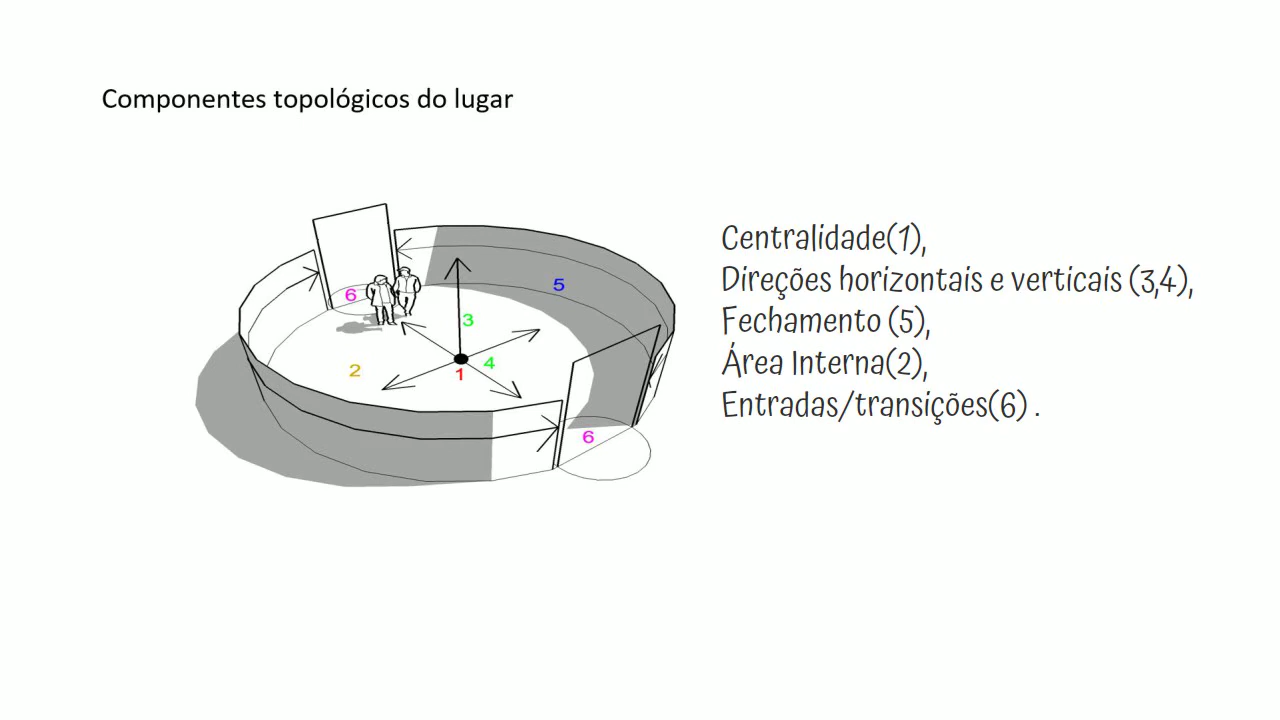 Componentes topológicos do lugar
Centralidade(1),
Direções horizontais e verticais (3,4),
Fechamento (5),
Área Interna(2),
Entradas/transições(6) .
6
5
3
4
2
1
6